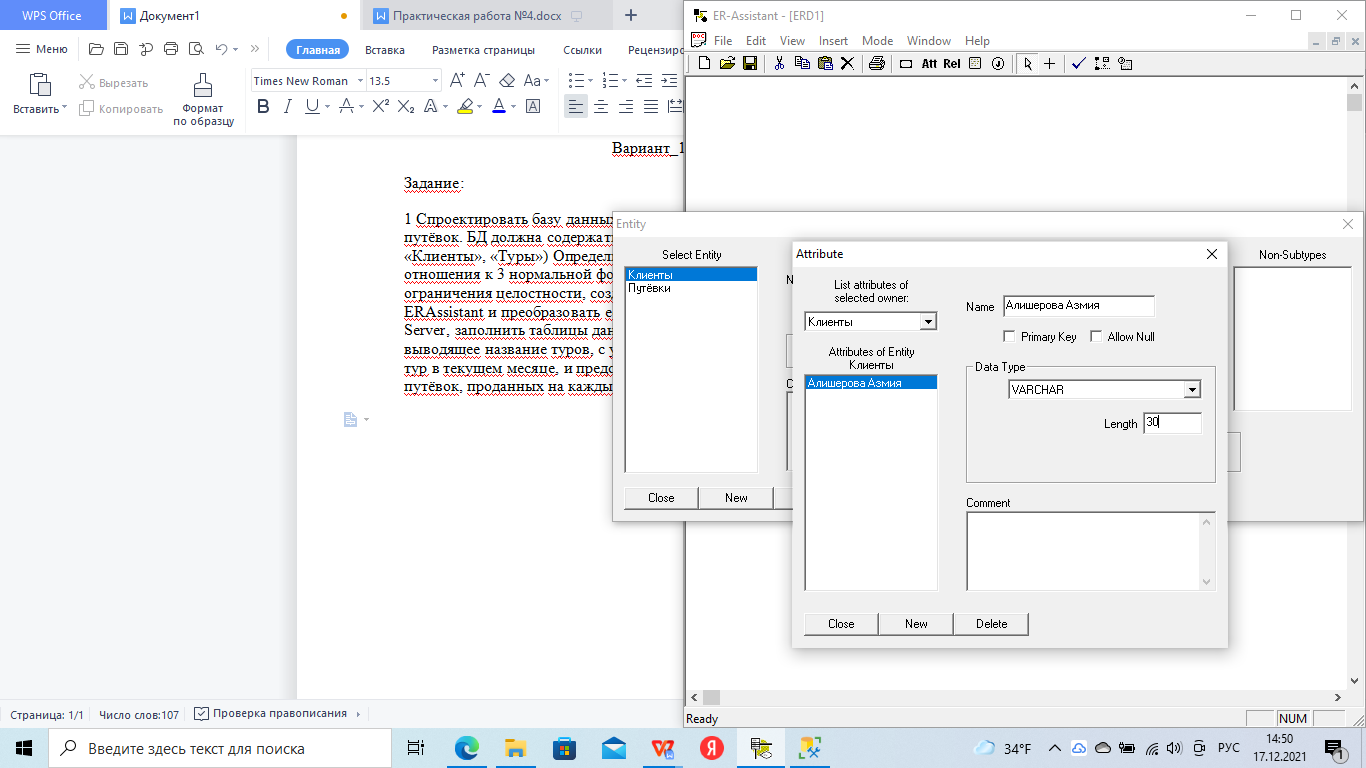 WPS Office
Документ1
Практическая работа №4.docx
ER-Assistant - [ERD1]
Меню
Главная
Вставка
Разметка страницы
Ссылки
Рецензиро
File Edit View Insert Mode Window Help
Вырезать
Вставить
Копировать
Формат
по образцу
Times New Roman
13.5
Att Rel
Вариант_1
Задание:
1 Спроектировать базу данных
путёвок. БД должна содержать
«Клиенты», «Туры») Определ
отношения к 3 нормальной фо
ограничения целостности, соз
ERAssistant и преобразовать е
Server, заполнить таблицы дан
выводящее название туров, с у
тур в текущем месяце, и предо
путёвок, проданных на кажды
Entity
Select Entity
Клиенты
Путёвки
Non-Subtypes
Close
New
Attribute
List attributes of
selected owner:
Клиенты
Attributes of Entity
Клиенты
Алишерова Азмия
Name
Алишерова Азмия
Primary Key
Allow Null
Data Type
VARCHAR
Length
30
Comment
Close
New
Delete
Страница: 1/1
Число слов:107
Проверка правописания
Ready
NUM
Введите здесь текст для поиска
34°F
РУС
14:50
17.12.2021
1